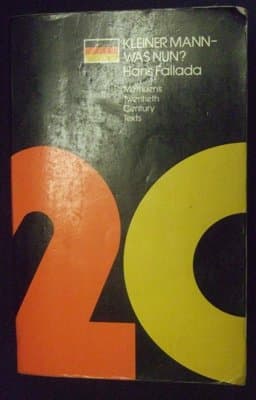 KLEINER MANN–
WAS NUN?
Hans Fallada
Methuen's
Twentieth
Century
Texts
20